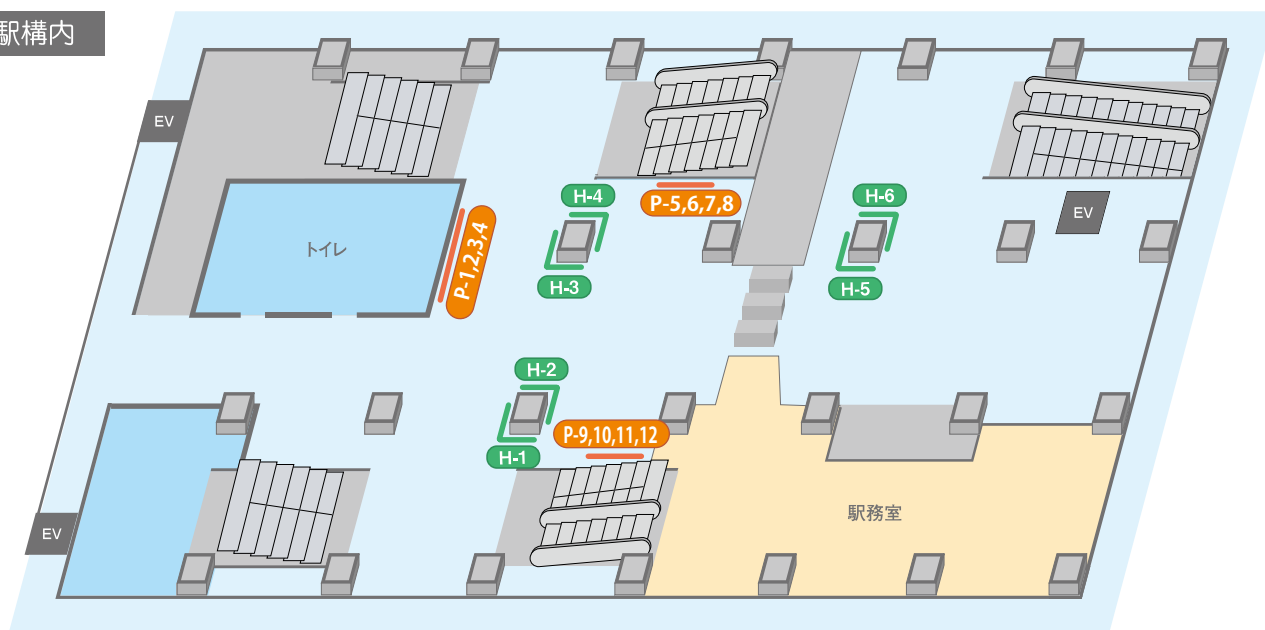 駅構内
EV
H-4
P-5,6,7,8
H-6
EV
トイレ
P-1,2,3,4
H-3
H-5
H-2
P-9,10,11,12
H-1
駅務室
EV